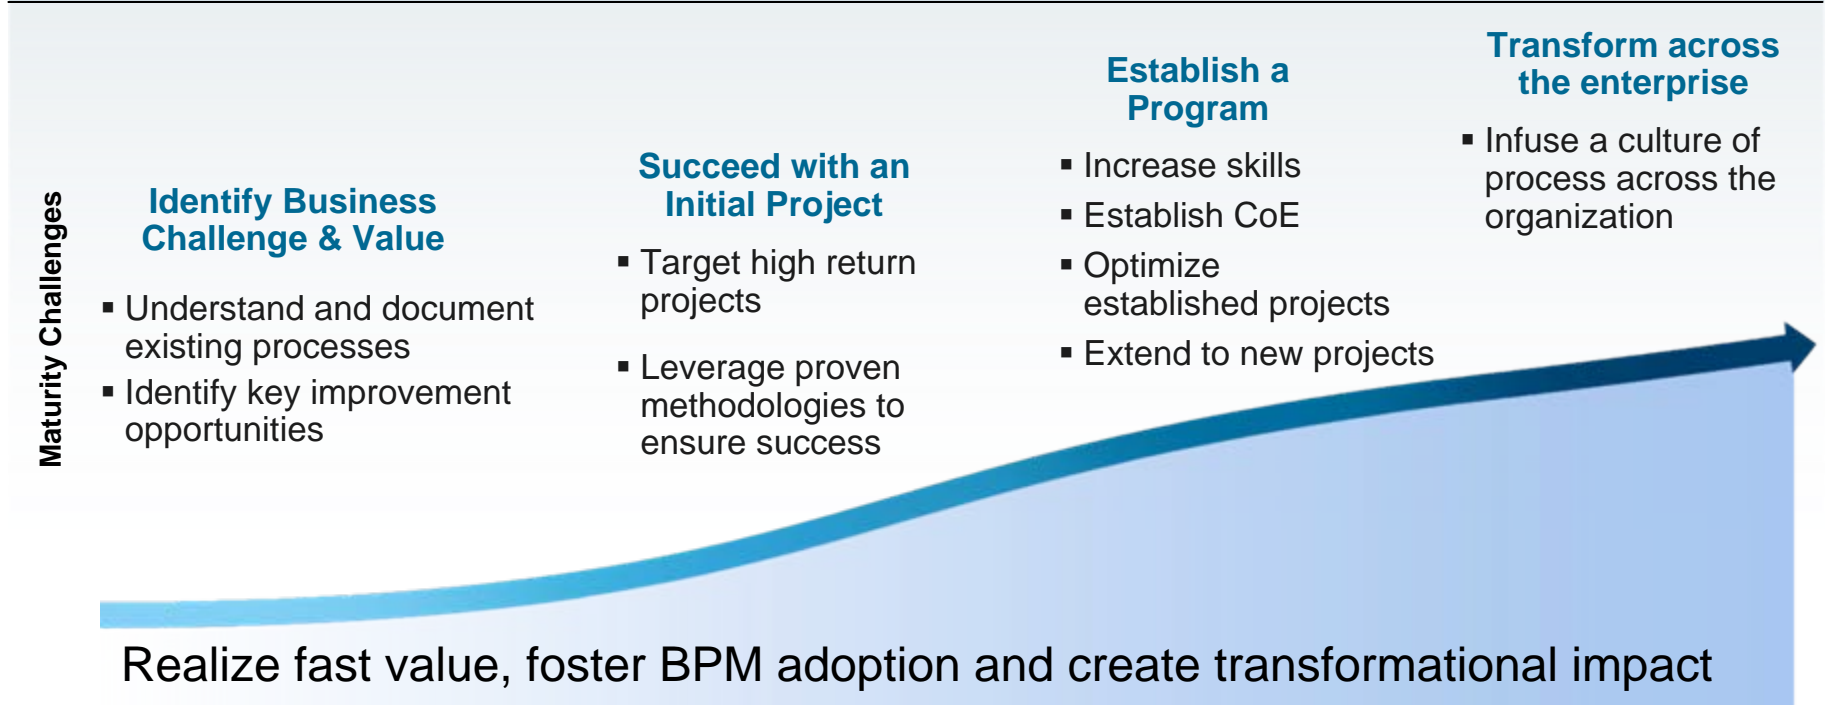 Maturity Challenges
Identify Business
Challenge & Value
▪ Understand and document
existing processes
▪ Identify key improvement
opportunities
Succeed with an
Initial Project
▪ Target high return
projects
▪ Leverage proven
methodologies to
ensure success
Establish a
Program
▪ Increase skills
▪ Establish CoE
▪ Optimize
established projects
▪ Extend to new projects
Transform across
the enterprise
▪ Infuse a culture of
process across the
organization
Realize fast value, foster BPM adoption and create transformational impact